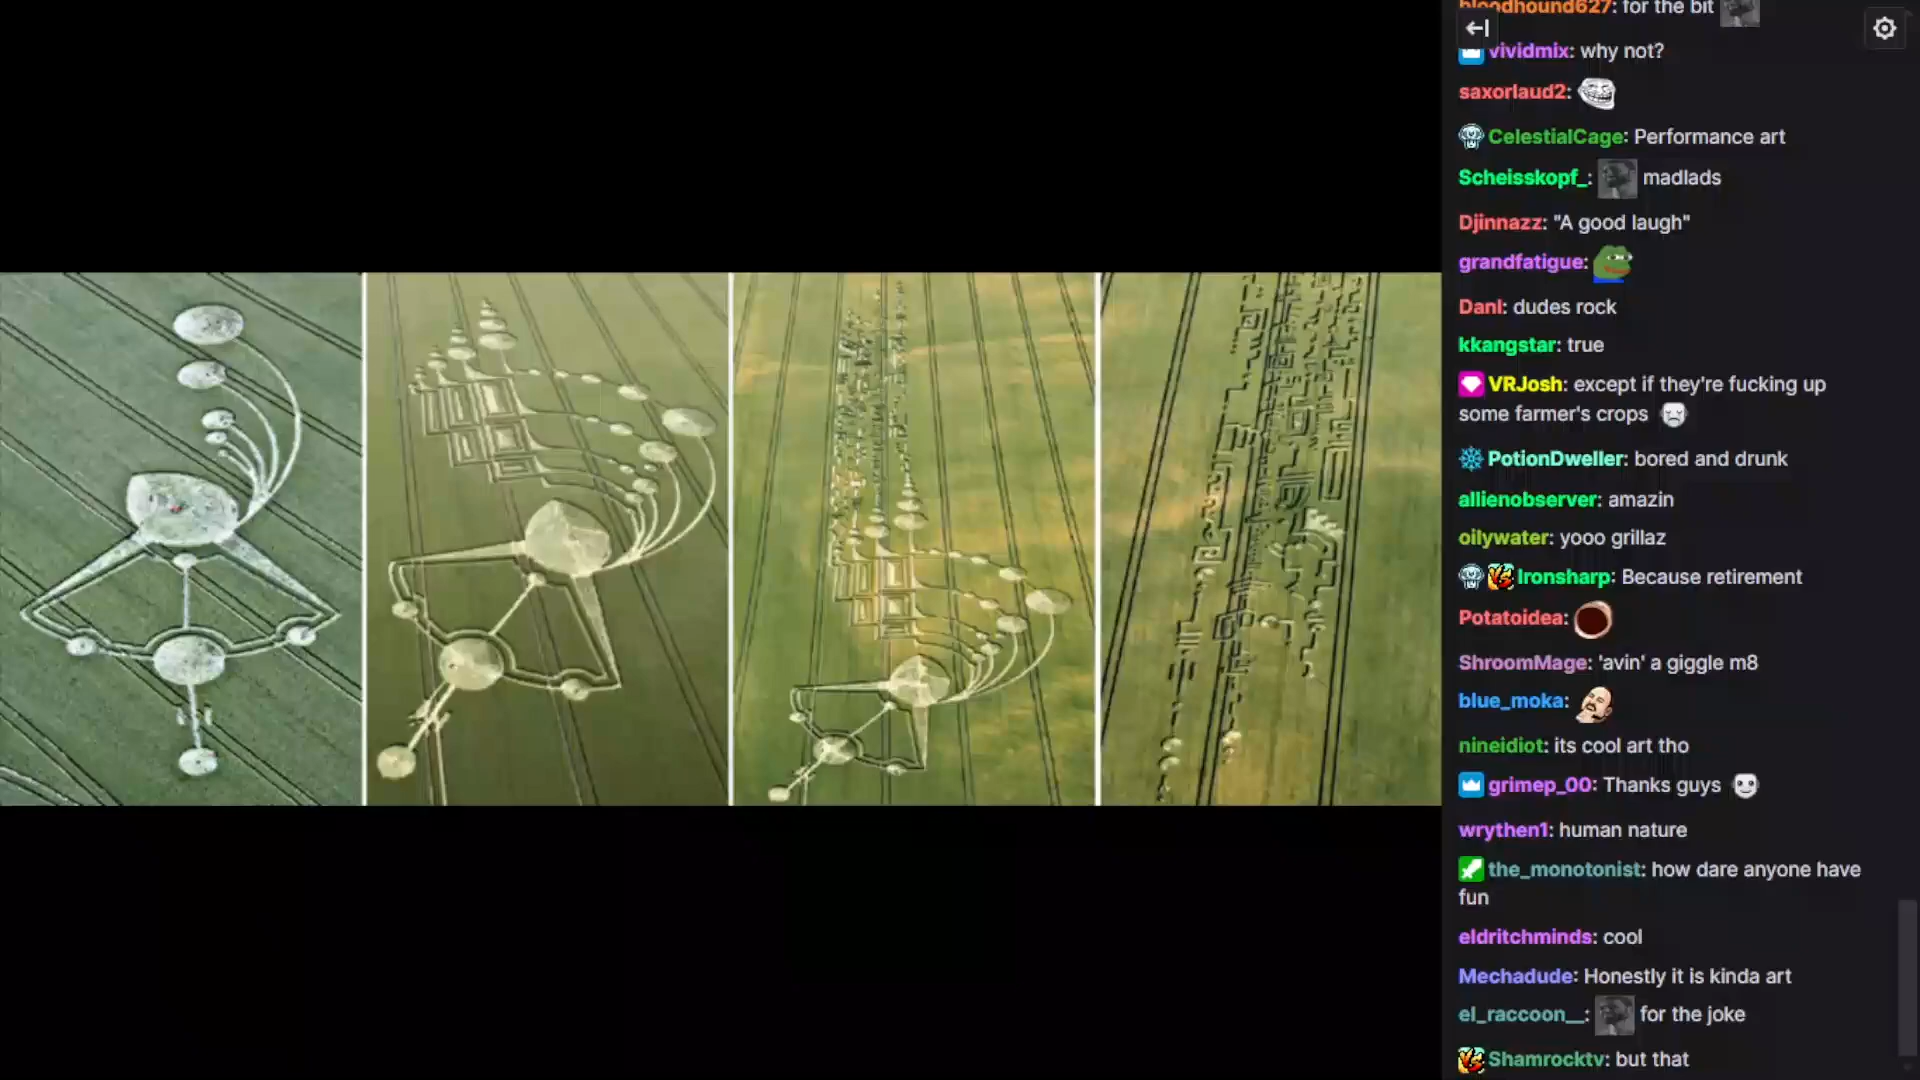 bloodhound627: for the bit
vividmix: why not?
saxorlaud2:
CelestialCage: Performance art
Scheisskopf_: madlads
Djinnazz: "A good laugh"
grandfatigue:
Danl: dudes rock
kkangstar: true
VRJosh: except if they're fucking up
some farmer's crops
PotionDweller: bored and drunk
allienobserver: amazin
oilywater: yooo grillaz
Ironsharp: Because retirement
Potatoidea:
ShroomMage: 'avin' a giggle m8
blue_moka:
nineidiot: its cool art tho
grimep_00: Thanks guys
wrythen1: human nature
the_monotonist: how dare anyone have
fun
eldritchminds: cool
Mechadude: Honestly it is kinda art
el_raccoon__: for the joke
Shamrocktv: but that